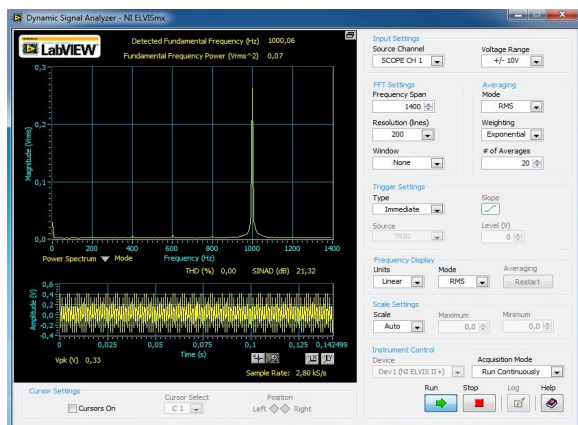 Dynamic Signal Analyzer - NI ELVISmx
LabVIEW
Detected Fundamental Frequency (Hz) 1000,06
Fundamental Frequency Power (Vrms^2) 0,07
0,3
0,2
0,1
0,0
Magnitude (Vrms)
0 200 400 600 800 1000 1200 1400
Power Spectrum Mode Frequency (Hz)
THD (%) 0,00 SINAD (dB) 21,32
0,6
0,4
0,2
0,0
-0,2
-0,4
Amplitude (V)
0 0,025 0,05 0,075 0,1 0,125 0,142499
Time (s)
Vpk (V) 0,33
Sample Rate: 2,80 kS/s
Cursor Settings
Cursors On
Cursor Select
C 1
Position
Left Right
Input Settings
Source Channel
SCOPE CH 1
Voltage Range
+/- 10V
FFT Settings
Frequency Span
1400
Resolution (lines)
200
Window
None
Averaging
Mode
RMS
Weighting
Exponential
# of Averages
20
Trigger Settings
Type
Immediate
Slope
Source
TRIG
Level (V)
0
Frequency Display
Units
Linear
Mode
RMS
Averaging
Restart
Scale Settings
Scale
Auto
Maximum
0,0
Minimum
0,0
Instrument Control
Device
Dev1 (NI ELVIS II+)
Acquisition Mode
Run Continuously
Run Stop Log Help